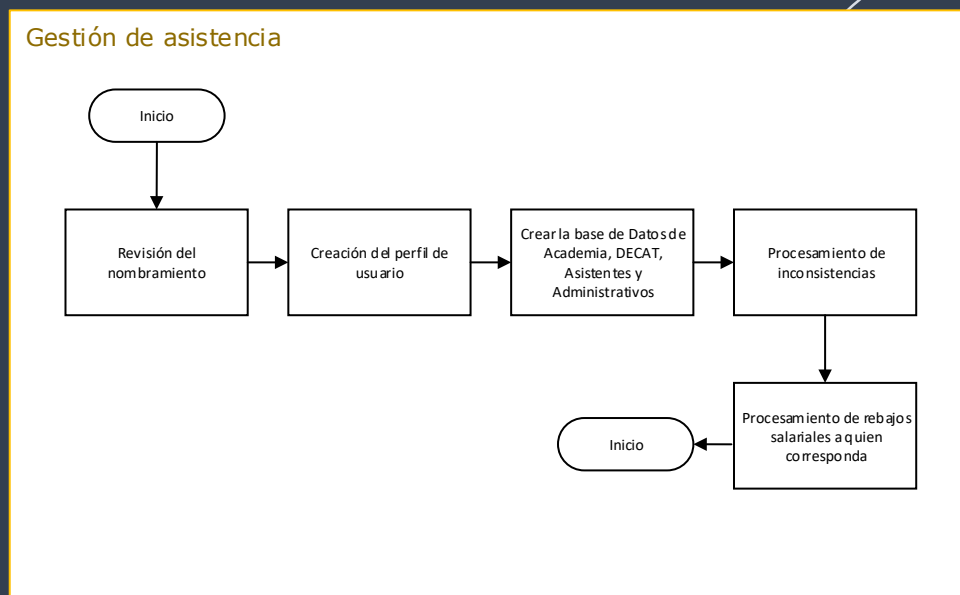 Gestión de asistencia
Inicio
Revisión del
nombramiento
Creación del perfil de
usuario
Crear la base de Datos de
Academia, DECAT,
Asistentes y
Administrativos
Procesamiento de
inconsistencias
Procesamiento de rebajos
salariales a quien
corresponda
Inicio